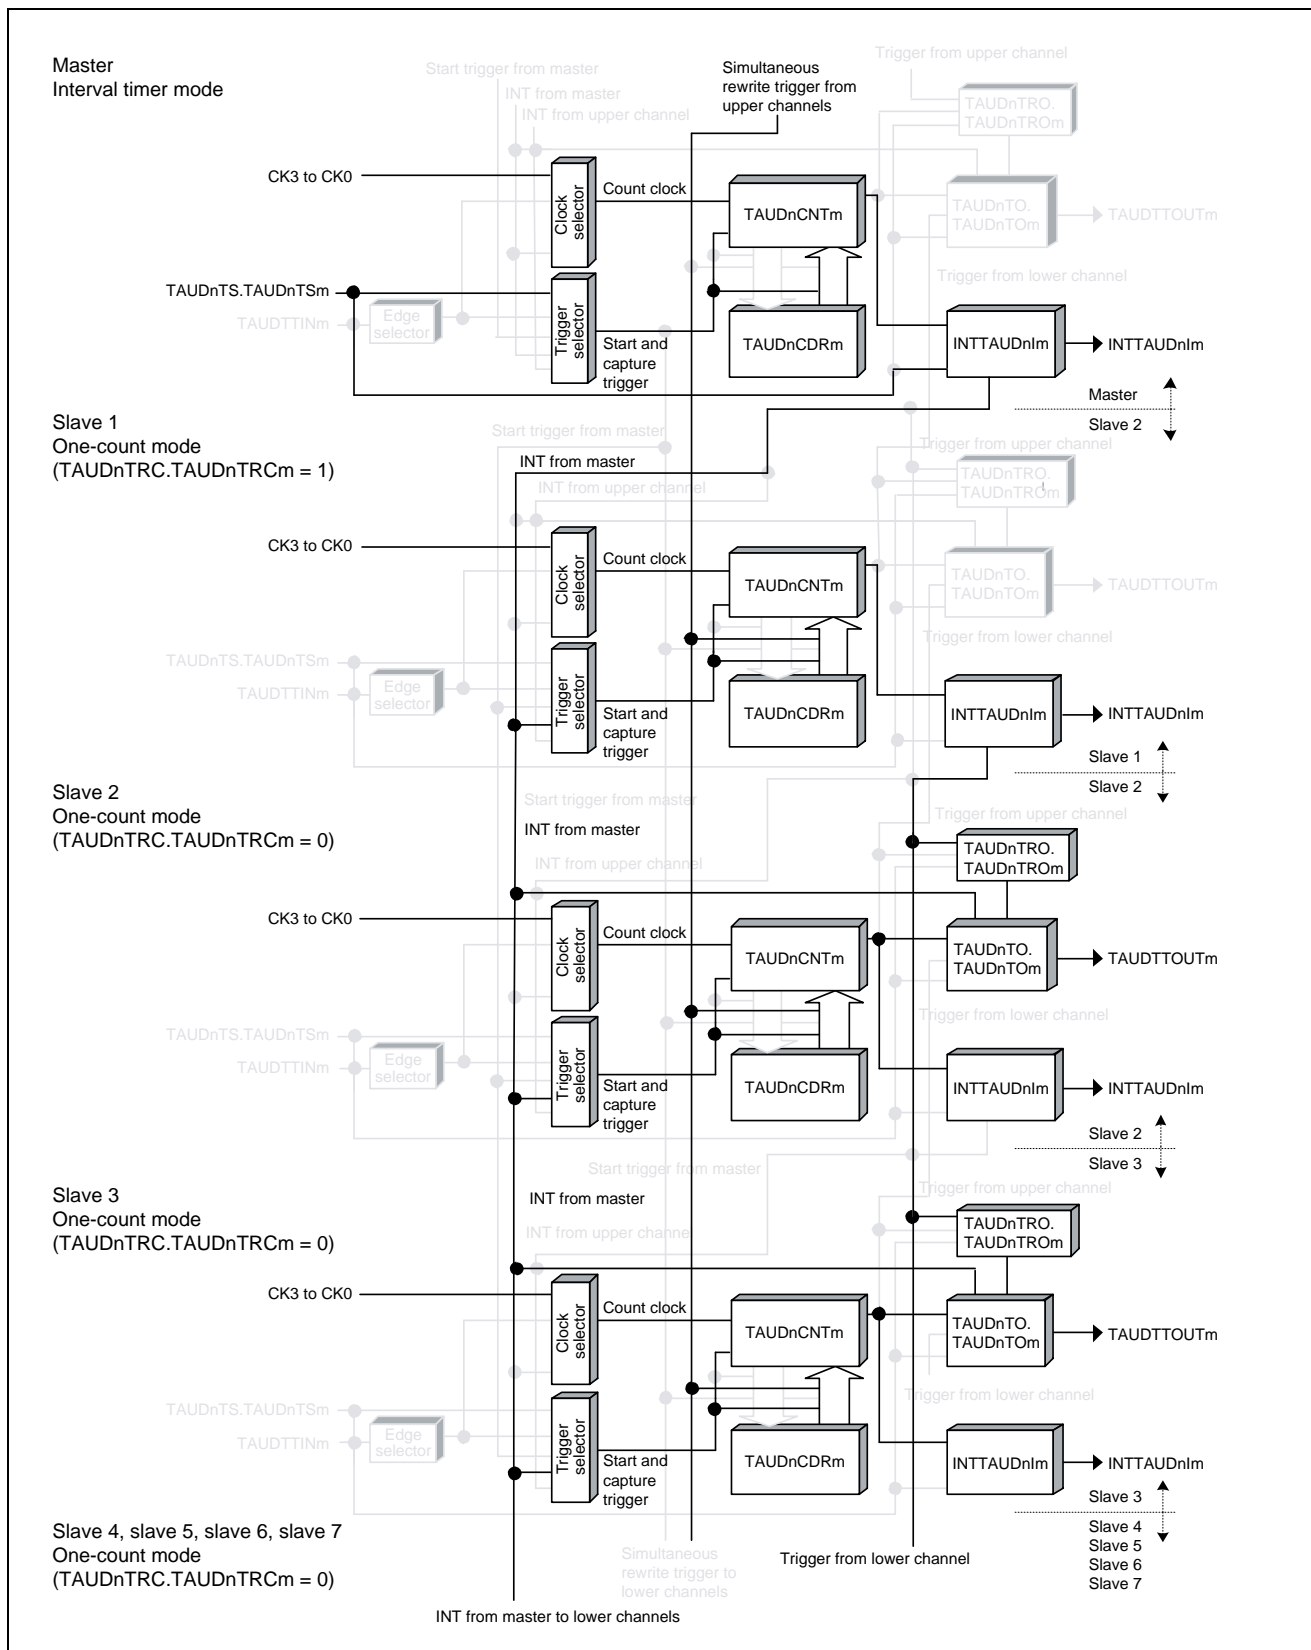 Master
Interval timer mode
Start trigger from master
INT from master
INT from upper channel
Simultaneous
rewrite trigger from
upper channels
Trigger from upper channel
TAUDnTRO.
TAUDnTROm
CK3 to CK0
Clock
selector
Count clock
TAUDnCNTm
TAUDnTO.
TAUDnTOm
TAUDTTOUTm
Trigger from lower channel
TAUDnTS.TAUDnTSm
TAUDTTINm
Edge
selector
Trigger
selector
Start and
capture
trigger
TAUDnCDRm
INTTAUDnIm
INTTAUDnIm
Master
Slave 2
Slave 1
One-count mode
(TAUDnTRC.TAUDnTRCm = 1)
Start trigger from master
INT from master
INT from upper channel
Trigger from upper channel
TAUDnTRO.
TAUDnTROm
CK3 to CK0
Clock
selector
Count clock
TAUDnCNTm
TAUDnTO.
TAUDnTOm
TAUDTTOUTm
Trigger from lower channel
TAUDnTS.TAUDnTSm
TAUDTTINm
Edge
selector
Trigger
selector
Start and
capture
trigger
TAUDnCDRm
INTTAUDnIm
INTTAUDnIm
Slave 1
Slave 2
Slave 2
One-count mode
(TAUDnTRC.TAUDnTRCm = 0)
Start trigger from master
INT from master
INT from upper channel
Trigger from upper channel
TAUDnTRO.
TAUDnTROm
CK3 to CK0
Clock
selector
Count clock
TAUDnCNTm
TAUDnTO.
TAUDnTOm
TAUDTTOUTm
Trigger from lower channel
TAUDnTS.TAUDnTSm
TAUDTTINm
Edge
selector
Trigger
selector
Start and
capture
trigger
TAUDnCDRm
INTTAUDnIm
INTTAUDnIm
Slave 2
Slave 3
Slave 3
One-count mode
(TAUDnTRC.TAUDnTRCm = 0)
Start trigger from master
INT from master
INT from upper channel
Trigger from upper channel
TAUDnTRO.
TAUDnTROm
CK3 to CK0
Clock
selector
Count clock
TAUDnCNTm
TAUDnTO.
TAUDnTOm
TAUDTTOUTm
Trigger from lower channel
TAUDnTS.TAUDnTSm
TAUDTTINm
Edge
selector
Trigger
selector
Start and
capture
trigger
TAUDnCDRm
INTTAUDnIm
INTTAUDnIm
Slave 3
Slave 4
Slave 5
Slave 6
Slave 7
Slave 4, slave 5, slave 6, slave 7
One-count mode
(TAUDnTRC.TAUDnTRCm = 0)
Simultaneous
rewrite trigger to
lower channels
Trigger from lower channel
INT from master to lower channels